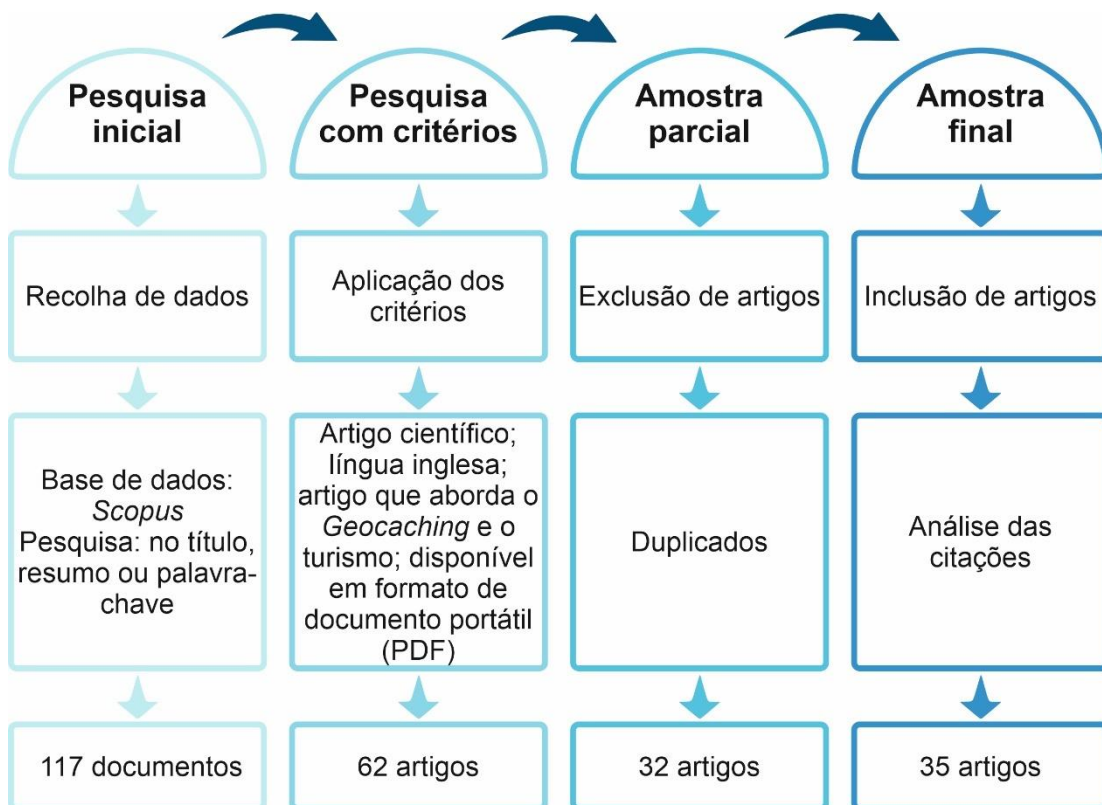 Pesquisa
inicial
Recolha de dados
Base de dados:
Scopus
Pesquisa: no título,
resumo ou palavra-
chave
117 documentos
Pesquisa
com critérios
Aplicação dos
critérios
Artigo científico;
língua inglesa;
artigo que aborda o
Geocaching e o
turismo; disponível
em formato de
documento portátil
(PDF)
62 artigos
Amostra
parcial
Exclusão de artigos
Duplicados
32 artigos
Amostra
final
Inclusão de artigos
Análise das
citações
35 artigos